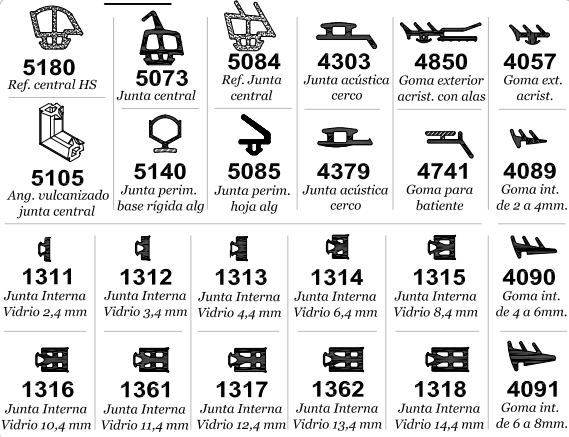 5180
Ref. central HS
5073
Junta central
5084
Ref. Junta
central
4303
Junta acústica
cerco
4850
Goma exterior
acrist. con alas
4057
Goma ext.
acrist.
5105
Ang. vulcanizado
junta central
5140
Junta perim.
base rígida alg
5085
Junta perim.
hoja alg
4379
Junta acústica
cerco
4741
Goma para
batiente
4089
Goma int.
de 2 a 4mm.
1311
Junta Interna
Vidrio 2,4 mm
1312
Junta Interna
Vidrio 3,4 mm
1313
Junta Interna
Vidrio 4,4 mm
1314
Junta Interna
Vidrio 6,4 mm
1315
Junta Interna
Vidrio 8,4 mm
4090
Goma int.
de 4 a 6mm.
1316
Junta Interna
Vidrio 10,4 mm
1361
Junta Interna
Vidrio 11,4 mm
1317
Junta Interna
Vidrio 12,4 mm
1362
Junta Interna
Vidrio 13,4 mm
1318
Junta Interna
Vidrio 14,4 mm
4091
Goma int.
de 6 a 8mm.